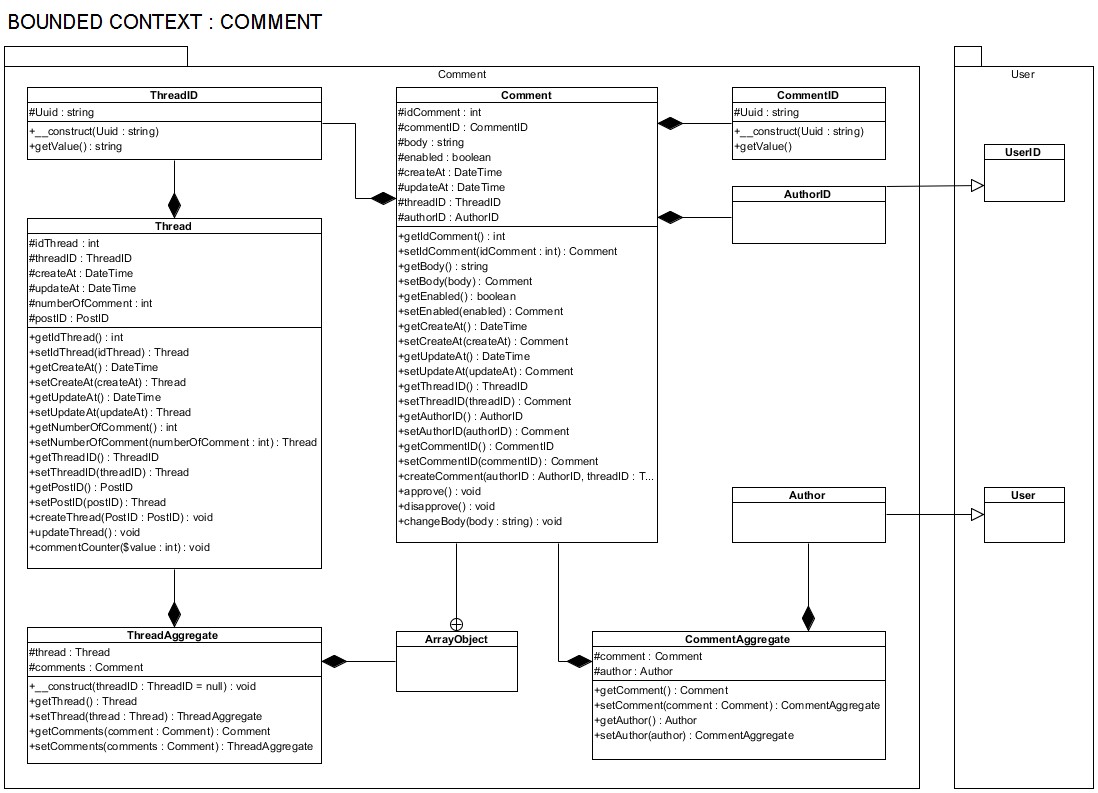 BOUNDED CONTEXT : COMMENT
Comment
User
ThreadID
#Uuid : string
+__construct(Uuid : string)
+getValue() : string
Comment
#idComment : int
#commentID : CommentID
#body : string
#enabled : boolean
#createAt : DateTime
#updateAt : DateTime
#threadID : ThreadID
#authorID : AuthorID
+getIdComment() : int
+setIdComment(idComment : int) : Comment
+getBody() : string
+setBody(body) : Comment
+getEnabled() : boolean
+setEnabled(enabled) : Comment
+getCreateAt() : DateTime
+setCreateAt(createAt) : Comment
+getUpdateAt() : DateTime
+setUpdateAt(updateAt) : Comment
+getThreadID() : ThreadID
+setThreadID(threadID) : Comment
+getAuthorID() : AuthorID
+setAuthorID(authorID) : Comment
+getCommentID() : CommentID
+setCommentID(commentID) : Comment
+createComment(authorID : AuthorID, threadID : T...
+approve() : void
+disapprove() : void
+changeBody(body : string) : void
CommentID
#Uuid : string
+__construct(Uuid : string)
+getValue()
AuthorID
UserID
Thread
#idThread : int
#threadID : ThreadID
#createAt : DateTime
#updateAt : DateTime
#numberOfComment : int
#postID : PostID
+getIdThread() : int
+setIdThread(idThread) : Thread
+getCreateAt() : DateTime
+setCreateAt(createAt) : Thread
+getUpdateAt() : DateTime
+setUpdateAt(updateAt) : Thread
+getNumberOfComment() : int
+setNumberOfComment(numberOfComment : int) : Thread
+getThreadID() : ThreadID
+setThreadID(threadID) : Thread
+getPostID() : PostID
+setPostID(postID) : Thread
+createThread(PostID : PostID) : void
+updateThread() : void
+commentCounter($value : int) : void
Author
User
ThreadAggregate
#thread : Thread
#comments : Comment
+__construct(threadID : ThreadID = null) : void
+getThread() : Thread
+setThread(thread : Thread) : ThreadAggregate
+getComments(comment : Comment) : Comment
+setComments(comments : Comment) : ThreadAggregate
ArrayObject
CommentAggregate
#comment : Comment
#author : Author
+getComment() : Comment
+setComment(comment : Comment) : CommentAggregate
+getAuthor() : Author
+setAuthor(author) : CommentAggregate